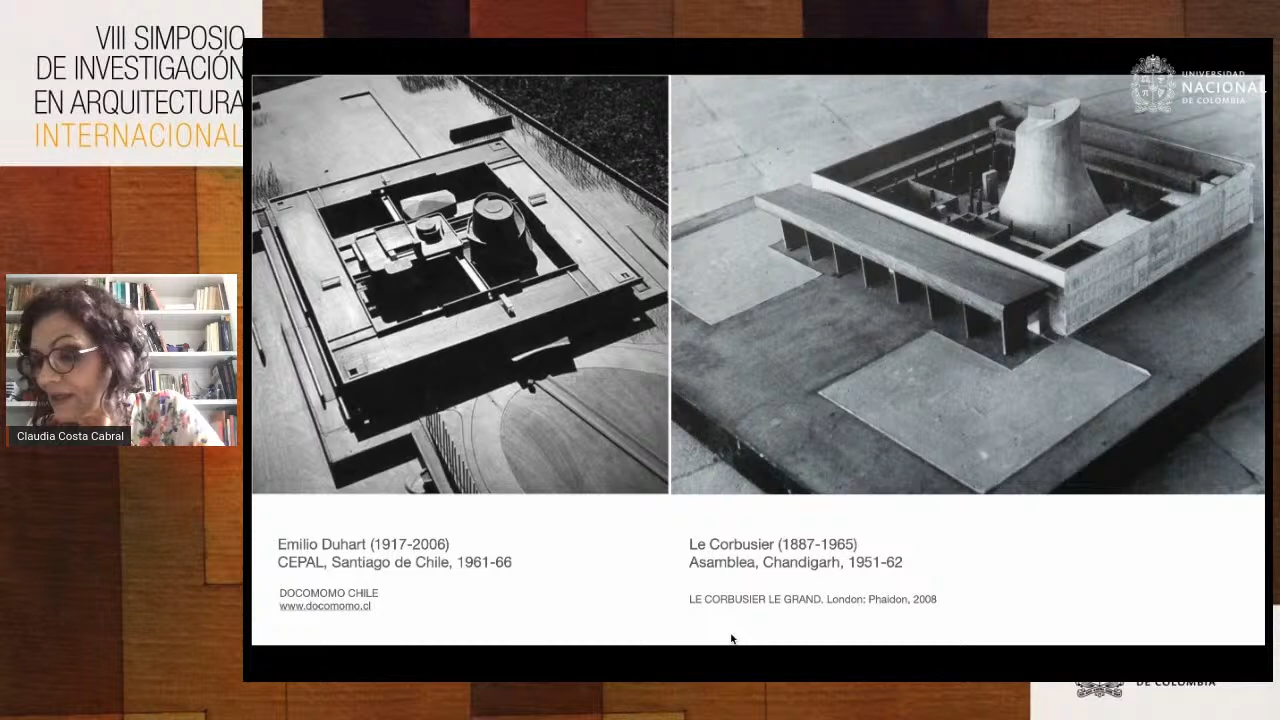 VIII SIMPOSIO
DE INVESTIGACIÓN
EN ARQUITECTURA
INTERNACIONAL
UNIVERSIDAD
NACIONAL
DE COLOMBIA
Claudia Costa Cabral
Emilio Duhart (1917-2006)
CEPAL, Santiago de Chile, 1961-66
DOCOMOMO CHILE
www.docomomo.cl
Le Corbusier (1887-1965)
Asamblea, Chandigarh, 1951-62
LE CORBUSIER LE GRAND. London: Phaidon, 2008
DE COLOMBIA